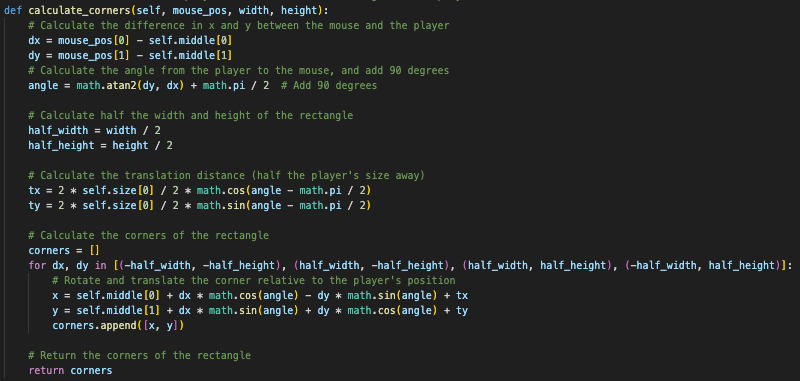 def calculate_corners(self, mouse_pos, width, height):
    # Calculate the difference in x and y between the mouse and the player
    dx = mouse_pos[0] - self.middle[0]
    dy = mouse_pos[1] - self.middle[1]
    # Calculate the angle from the player to the mouse, and add 90 degrees
    angle = math.atan2(dy, dx) + math.pi / 2  # Add 90 degrees

    # Calculate half the width and height of the rectangle
    half_width = width / 2
    half_height = height / 2

    # Calculate the translation distance (half the player's size away)
    tx = 2 * self.size[0] / 2 * math.cos(angle - math.pi / 2)
    ty = 2 * self.size[0] / 2 * math.sin(angle - math.pi / 2)

    # Calculate the corners of the rectangle
    corners = []
    for dx, dy in [(-half_width, -half_height), (half_width, -half_height), (half_width, half_height), (-half_width, half_height)]:
        # Rotate and translate the corner relative to the player's position
        x = self.middle[0] + dx * math.cos(angle) - dy * math.sin(angle) + tx
        y = self.middle[1] + dx * math.sin(angle) + dy * math.cos(angle) + ty
        corners.append([x, y])

    # Return the corners of the rectangle
    return corners